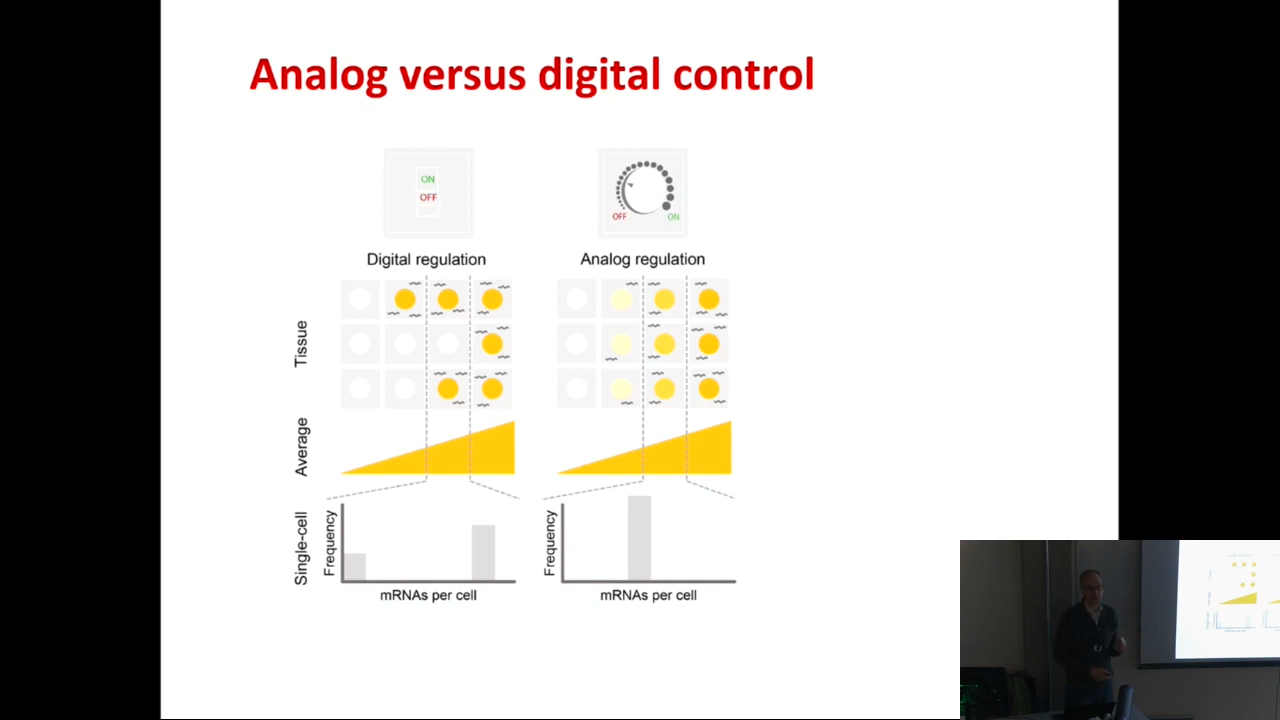 Analog versus digital control
ON
OFF
OFF
ON
Digital regulation
Analog regulation
Tissue
Average
Single-cell
Frequency
mRNAs per cell
Frequency
mRNAs per cell